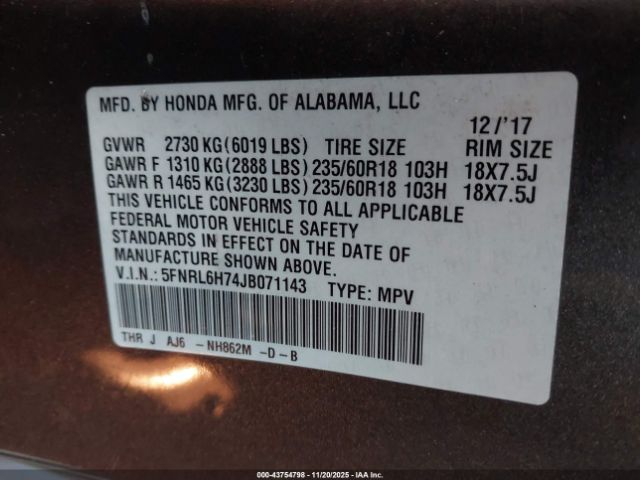 MFD. BY HONDA MFG. OF ALABAMA, LLC
12/'17
GVWR 2730 KG(6019 LBS) TIRE SIZE RIM SIZE
GAWR F 1310 KG(2888 LBS) 235/60R18 103H 18X7.5J
GAWR R 1465 KG(3230 LBS) 235/60R18 103H 18X7.5J
THIS VEHICLE CONFORMS TO ALL APPLICABLE
FEDERAL MOTOR VEHICLE SAFETY
STANDARDS IN EFFECT ON THE DATE OF
MANUFACTURE SHOWN ABOVE.
V.I.N.: 5FNRL6H74JB071143 TYPE: MPV
THR J AJ6 -NH862M -D-B
000-43754798 - 11/20/2025 - IAAI Inc.